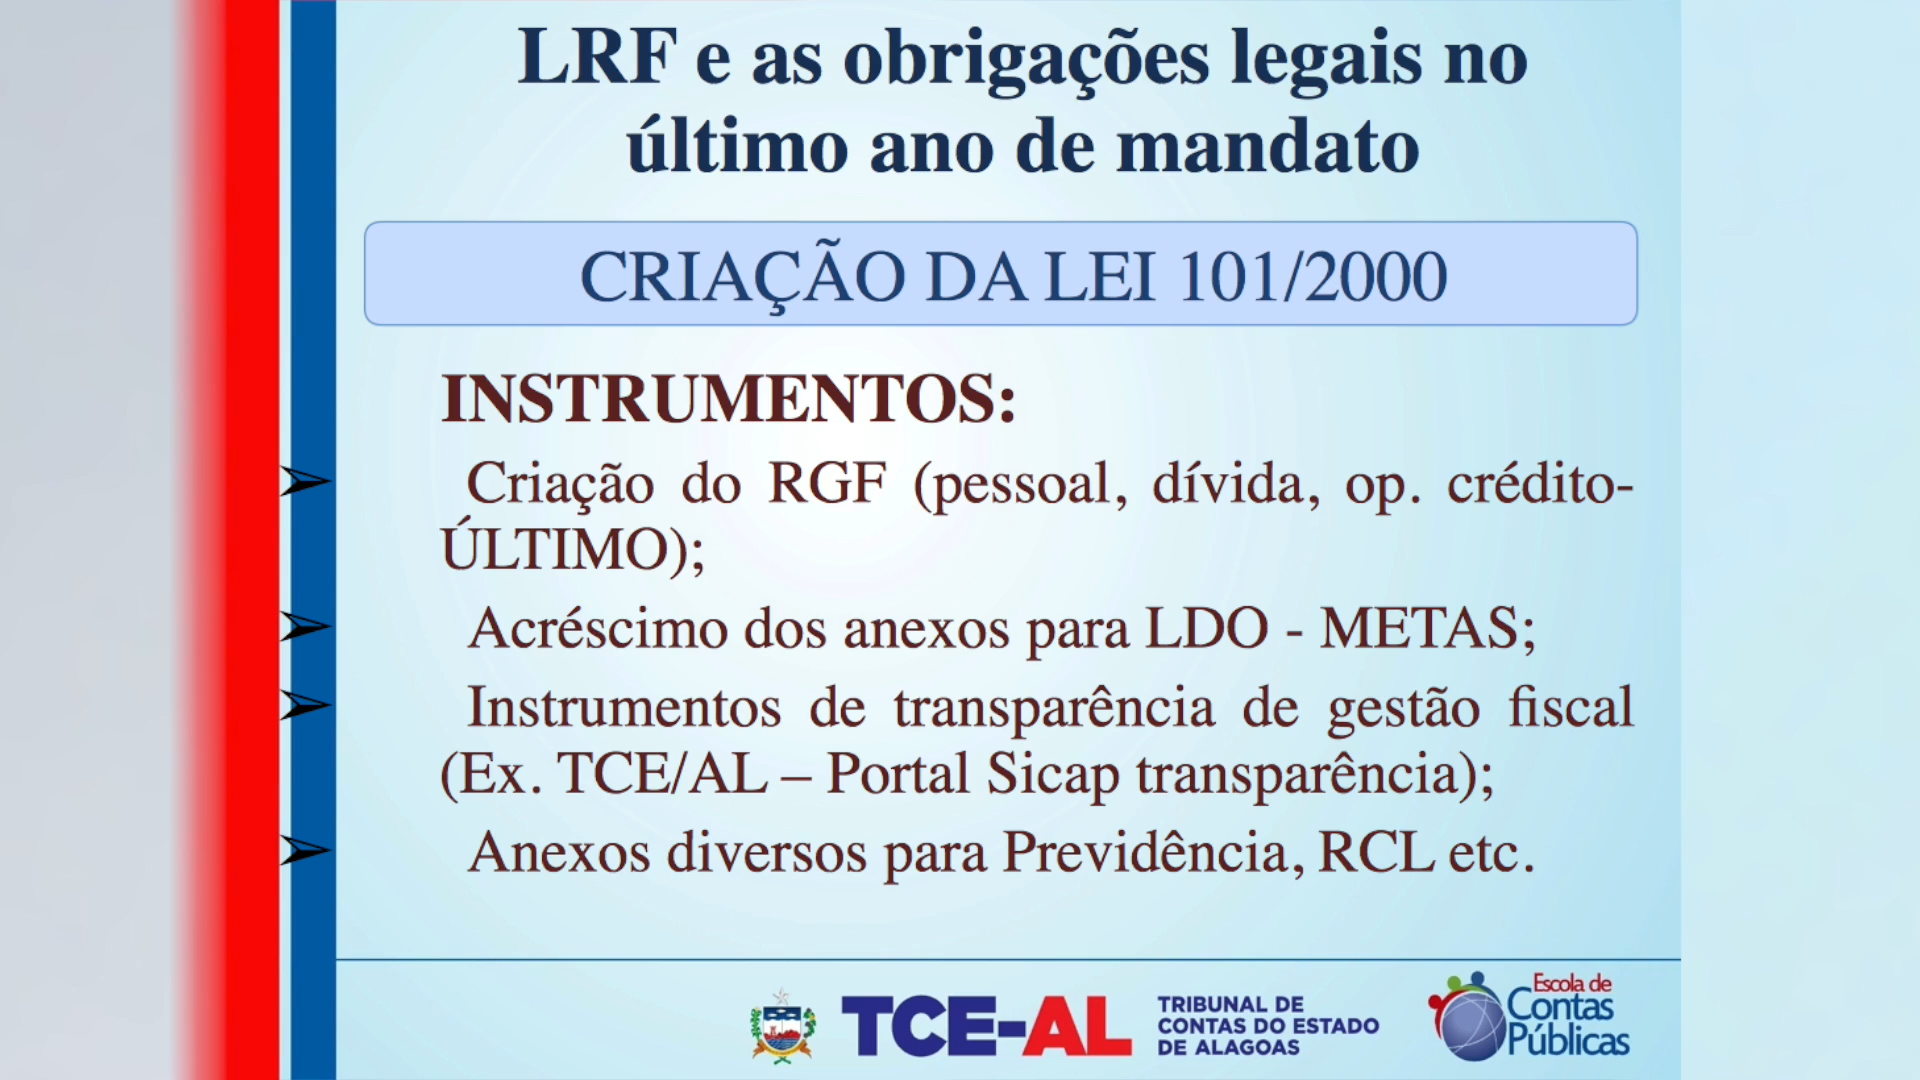 LRF e as obrigações legais no
último ano de mandato
CRIAÇÃO DA LEI 101/2000
INSTRUMENTOS:
Criação do RGF (pessoal, dívida, op. crédito-
ÚLTIMO);
Acréscimo dos anexos para LDO - METAS;
Instrumentos de transparência de gestão fiscal
(Ex. TCE/AL – Portal Sicap transparência);
Anexos diversos para Previdência, RCL etc.
TCE-AL
TRIBUNAL DE
CONTAS DO ESTADO
DE ALAGOAS
Escola de
Contas
Públicas